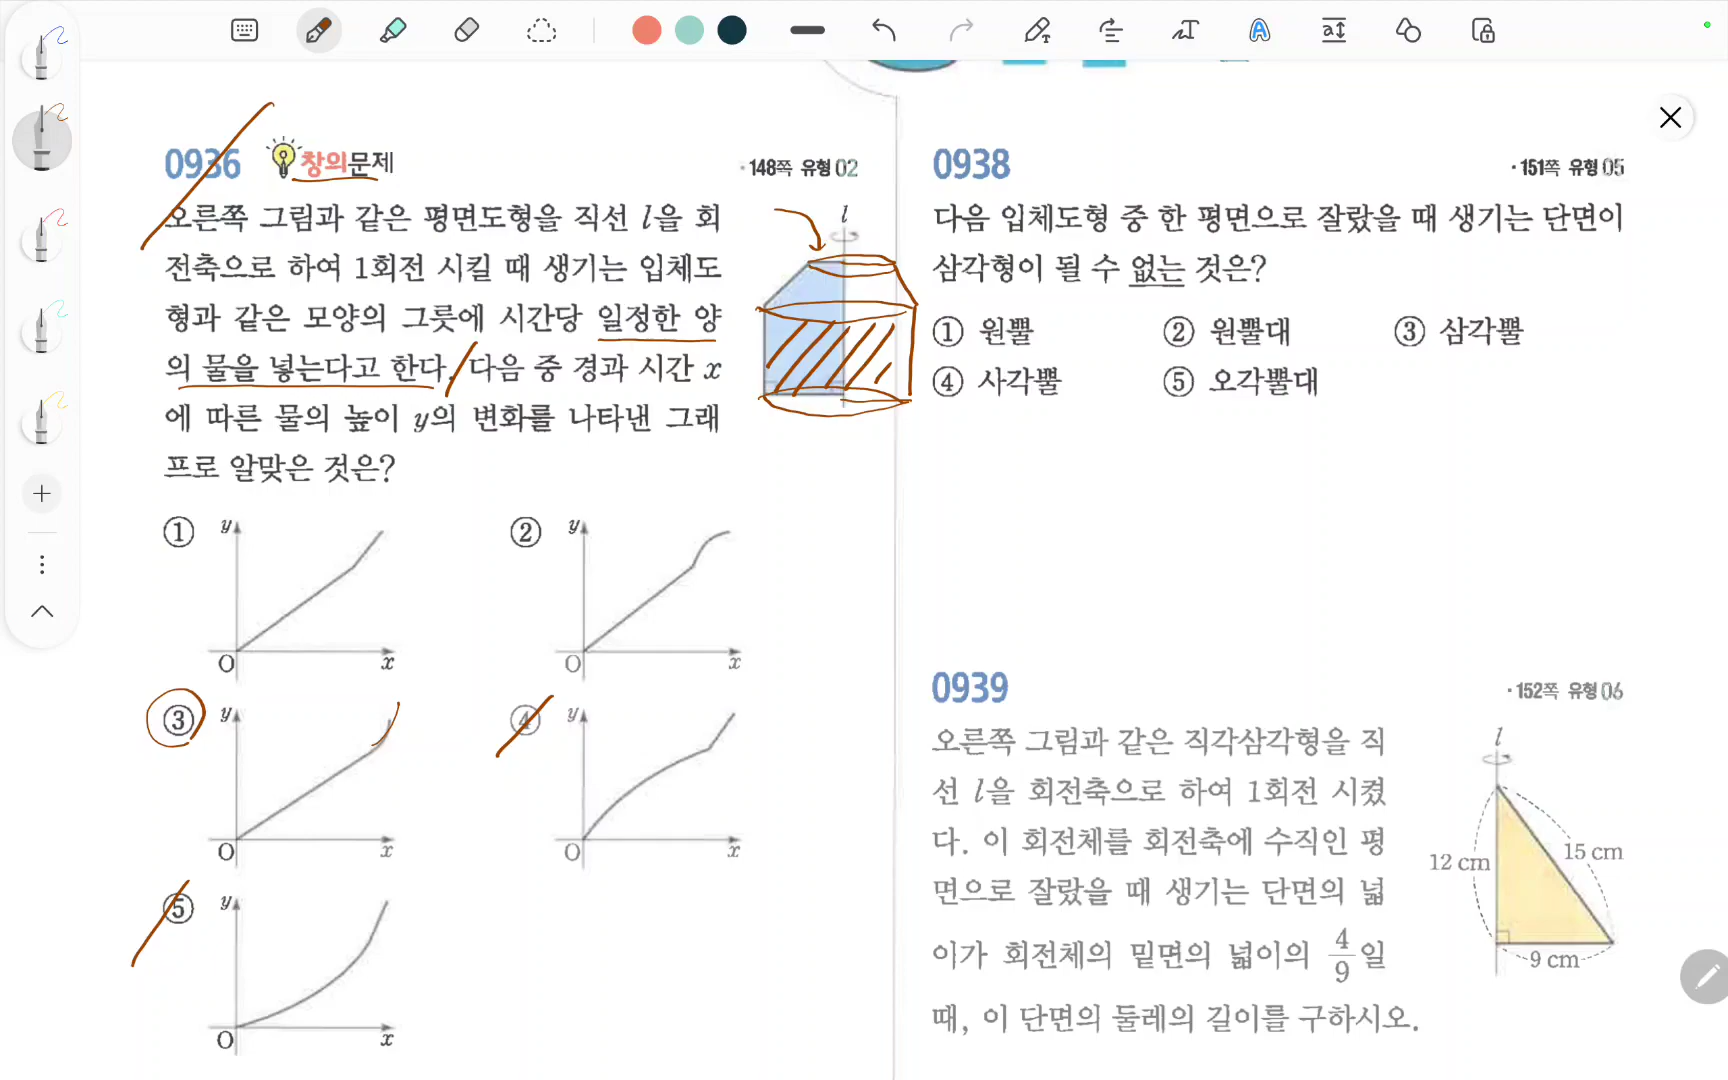 0936 창의문제
·148쪽 유형 02
오른쪽 그림과 같은 평면도형을 직선 l을 회
전축으로 하여 1회전 시킬 때 생기는 입체도
형과 같은 모양의 그릇에 시간당 일정한 양
의 물을 넣는다고 한다. 다음 중 경과 시간 x
에 따른 물의 높이 y의 변화를 나타낸 그래
프로 알맞은 것은?
l
① y O x
② y O x
③ y O x
④ y O x
⑤ y O x
0938
·151쪽 유형 05
다음 입체도형 중 한 평면으로 잘랐을 때 생기는 단면이
삼각형이 될 수 없는 것은?
① 원뿔 ② 원뿔대 ③ 삼각뿔
④ 사각뿔 ⑤ 오각뿔대
0939
·152쪽 유형 06
오른쪽 그림과 같은 직각삼각형을 직
선 l을 회전축으로 하여 1회전 시켰
다. 이 회전체를 회전축에 수직인 평
면으로 잘랐을 때 생기는 단면의 넓
이가 회전체의 밑면의 넓이의 4/9일
때, 이 단면의 둘레의 길이를 구하시오.
l
12 cm
15 cm
9 cm